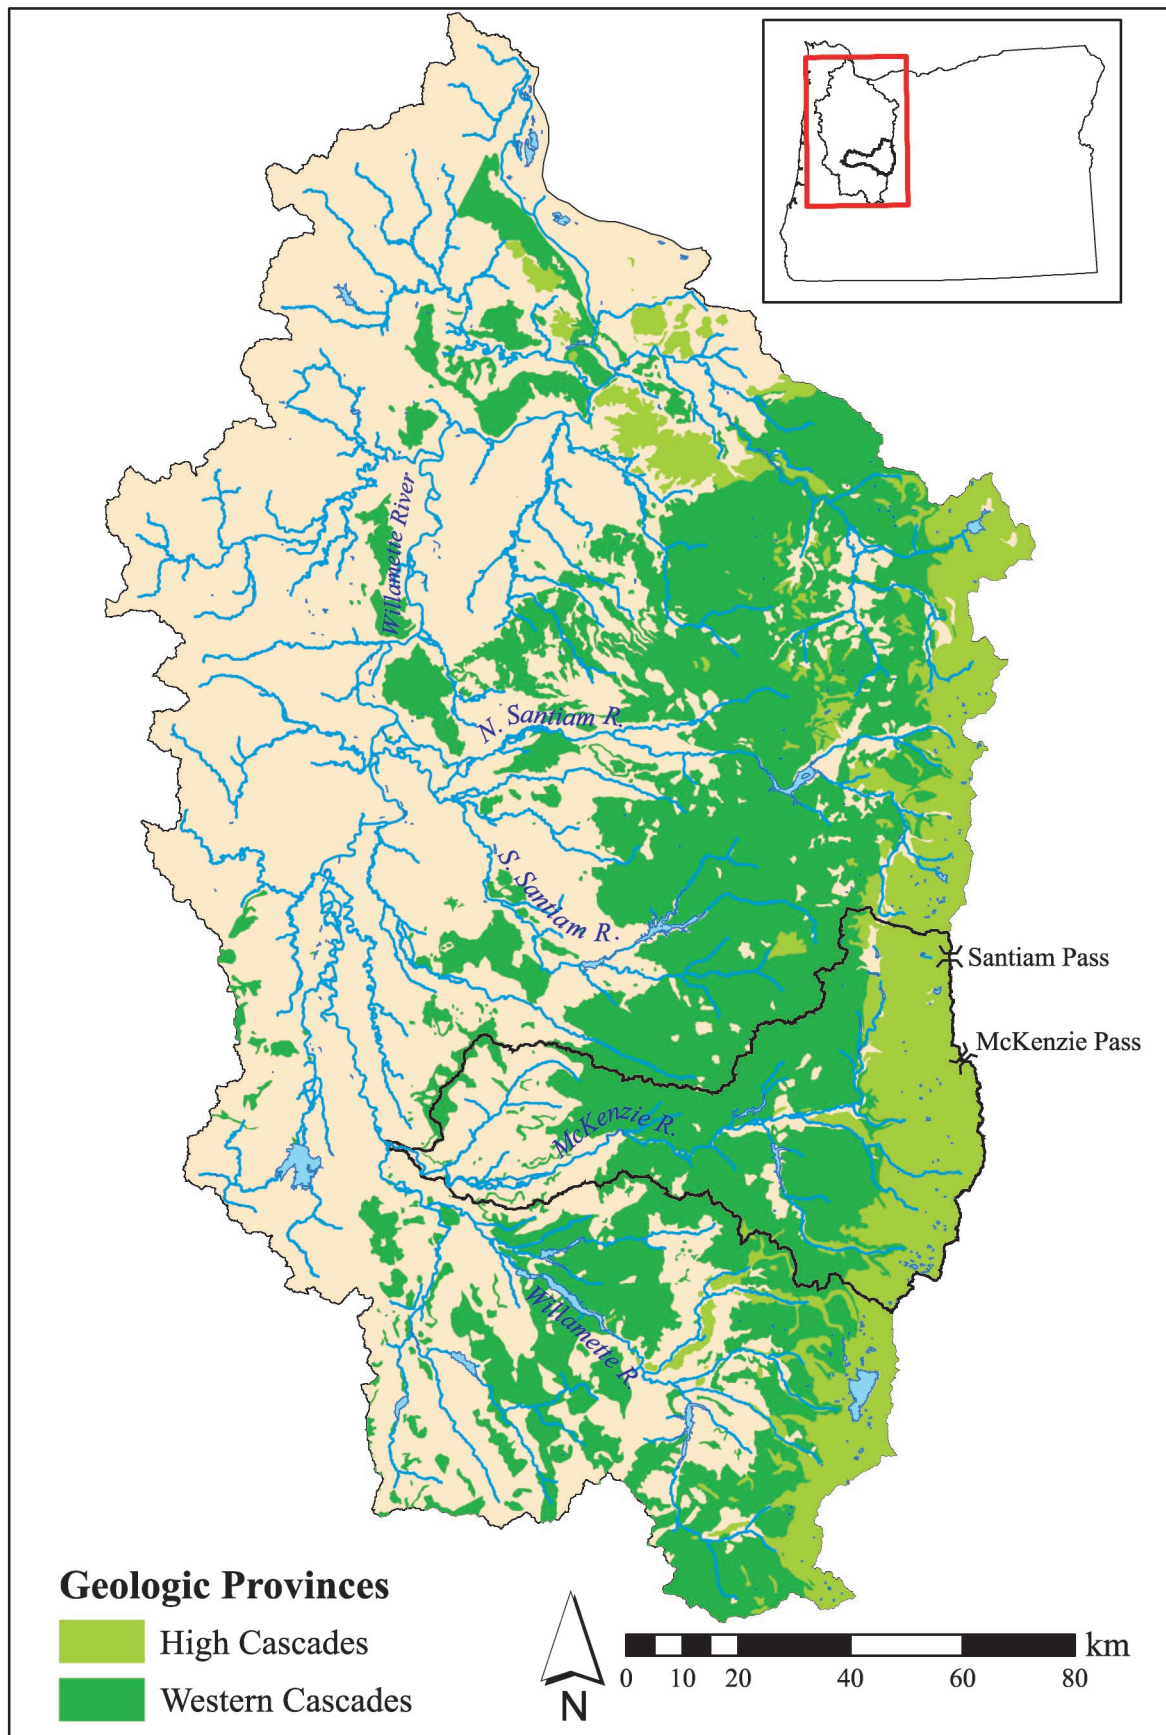 Willamette River
N. Santiam R.
S. Santiam R.
Santiam Pass
McKenzie Pass
McKenzie R.
Willamette R.
Geologic Provinces
High Cascades
Western Cascades
N
km
0 10 20 40 60 80